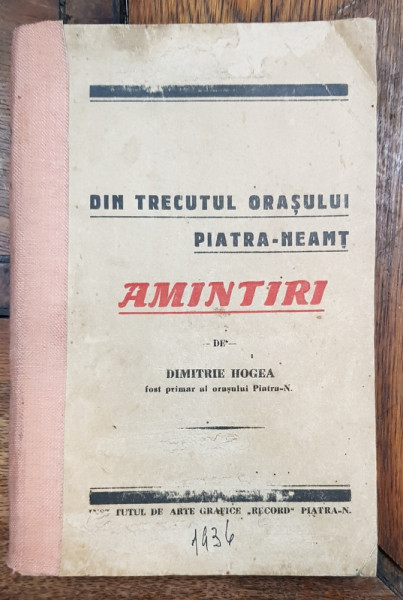 DIN TRECUTUL ORAŞULUI
PIATRA-NEAMŢ
AMINTIRI
— DE —
DIMITRIE HOGEA
fost primar al oraşului Piatra-N.
TUTUL DE ARTE GRAFICE „RECORD" PIATRA-N.
1936